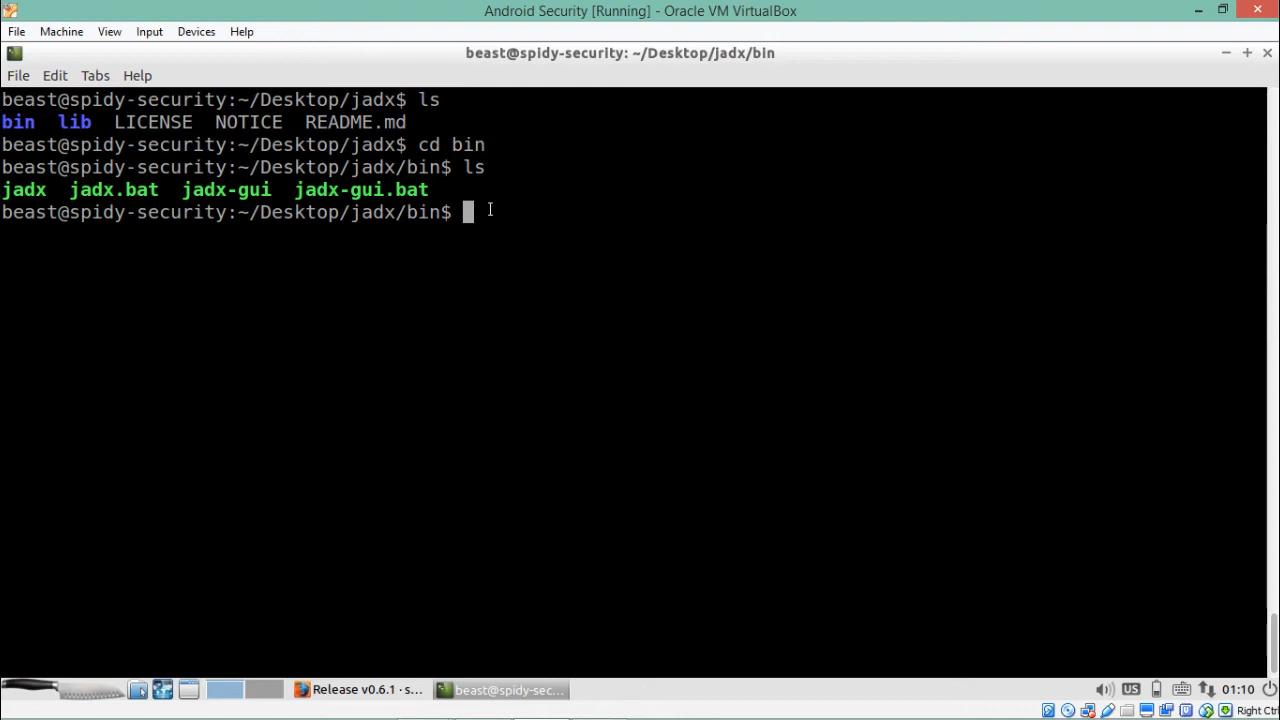 Android Security [Running] - Oracle VM VirtualBox
File Machine View Input Devices Help
beast@spidy-security: ~/Desktop/jadx/bin
File Edit Tabs Help
beast@spidy-security:~/Desktop/jadx$ ls
bin lib LICENSE NOTICE README.md
beast@spidy-security:~/Desktop/jadx$ cd bin
beast@spidy-security:~/Desktop/jadx/bin$ ls
jadx jadx.bat jadx-gui jadx-gui.bat
beast@spidy-security:~/Desktop/jadx/bin$
Release v0.6.1 · s... beast@spidy-sec... US 01:10
Right Ctrl